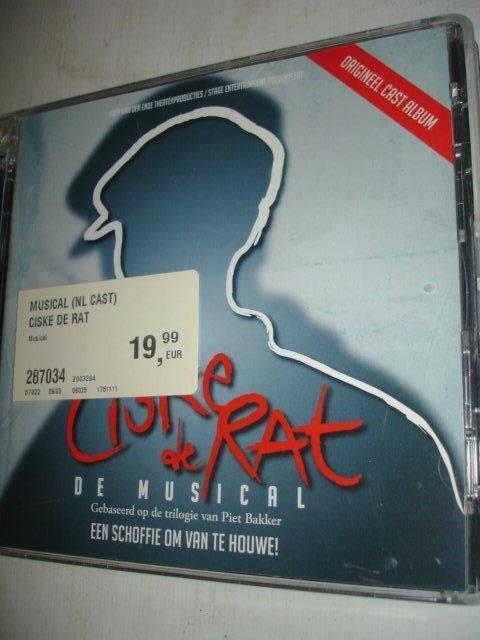 JOOP VAN DEN ENDE THEATERPRODUCTIES / STAGE ENTERTAINMENT PRESENTEERT
ORIGINEEL CAST ALBUM
MUSICAL (NL CAST)
CISKE DE RAT
Musical
19,99 EUR
287034 2003264
Ciske
de RAt
DE MUSICAL
Gebaseerd op de trilogie van Piet Bakker
EEN SCHOFFIE OM VAN TE HOUWE!